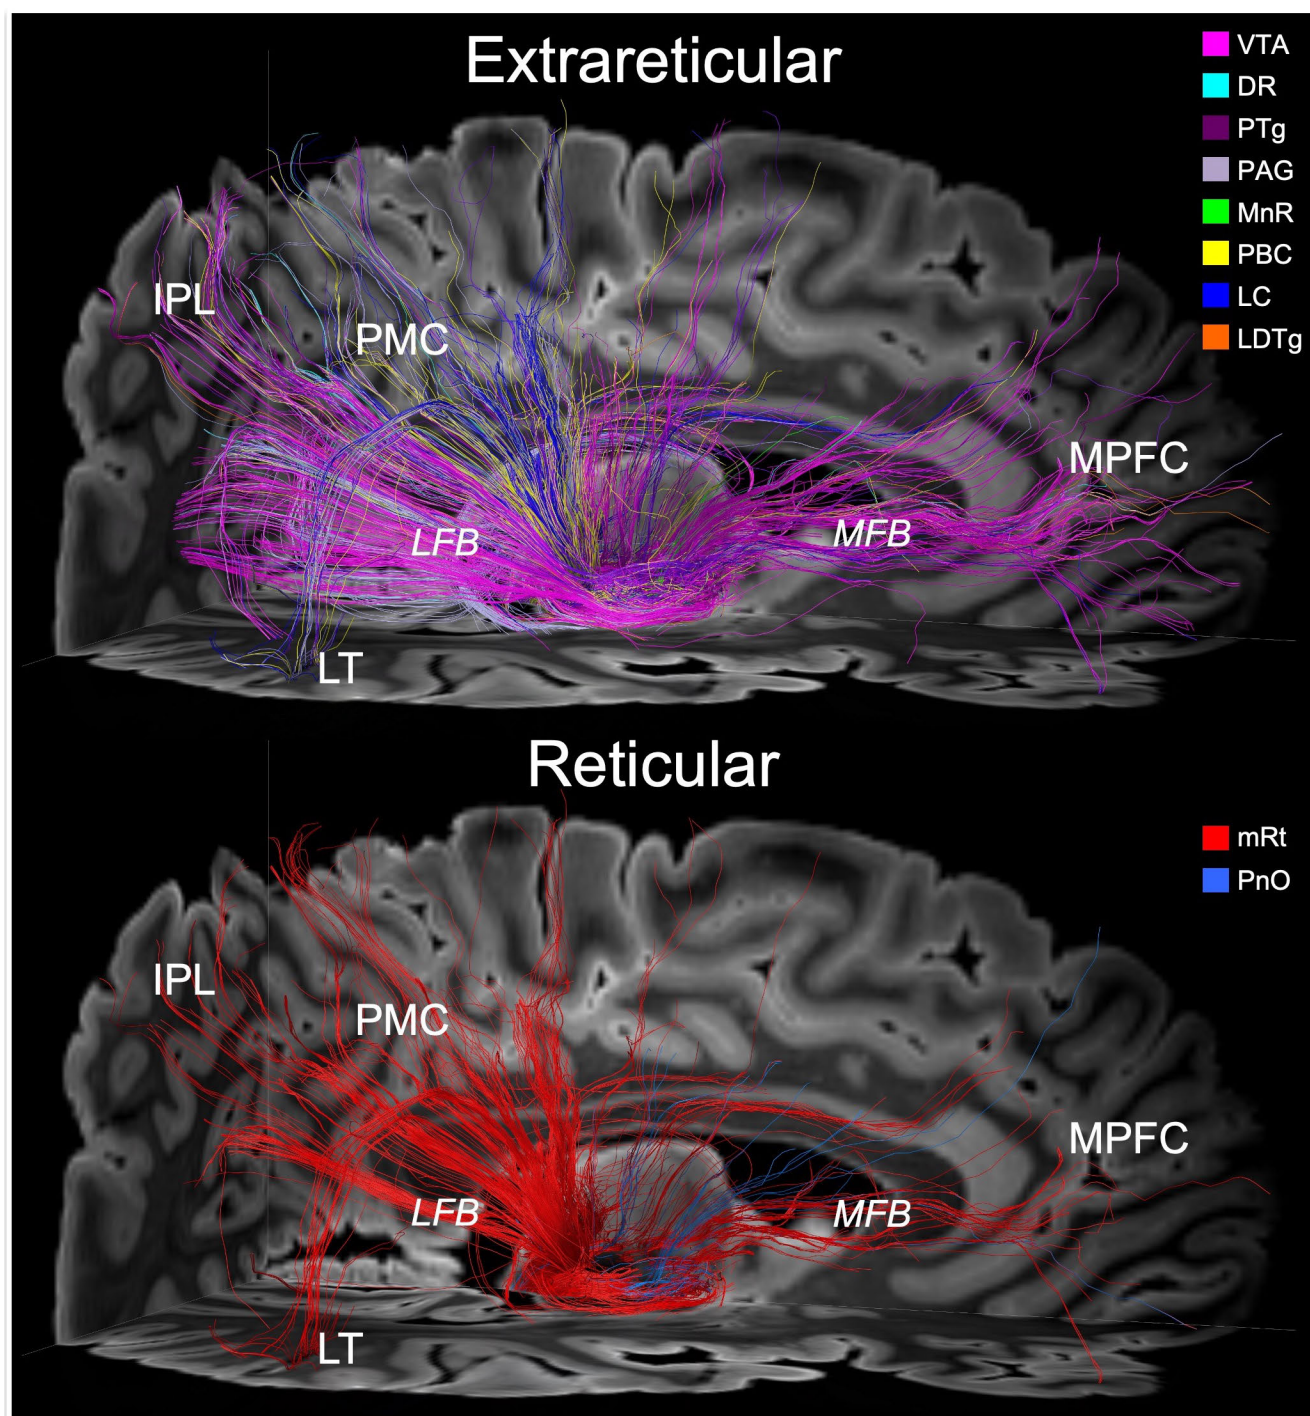 Extrareticular
VTA
DR
PTg
PAG
MnR
PBC
LC
LDTg
IPL
PMC
MPFC
LFB
MFB
LT
Reticular
mRt
PnO
IPL
PMC
MPFC
LFB
MFB
LT